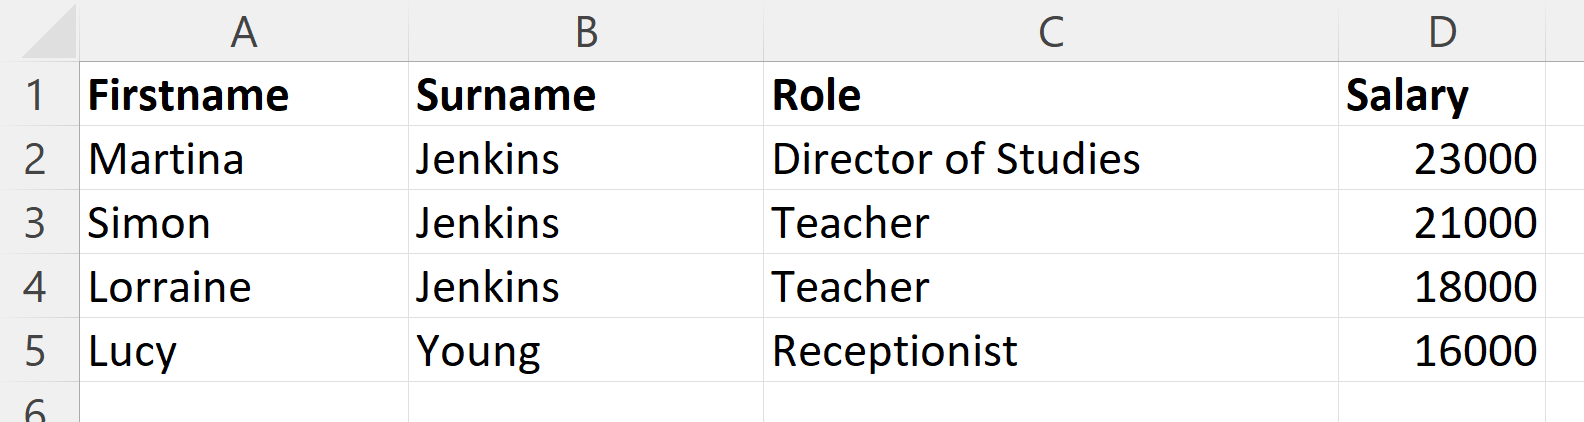 A B C D
1 Firstname Surname Role Salary
2 Martina Jenkins Director of Studies 23000
3 Simon Jenkins Teacher 21000
4 Lorraine Jenkins Teacher 18000
5 Lucy Young Receptionist 16000
6